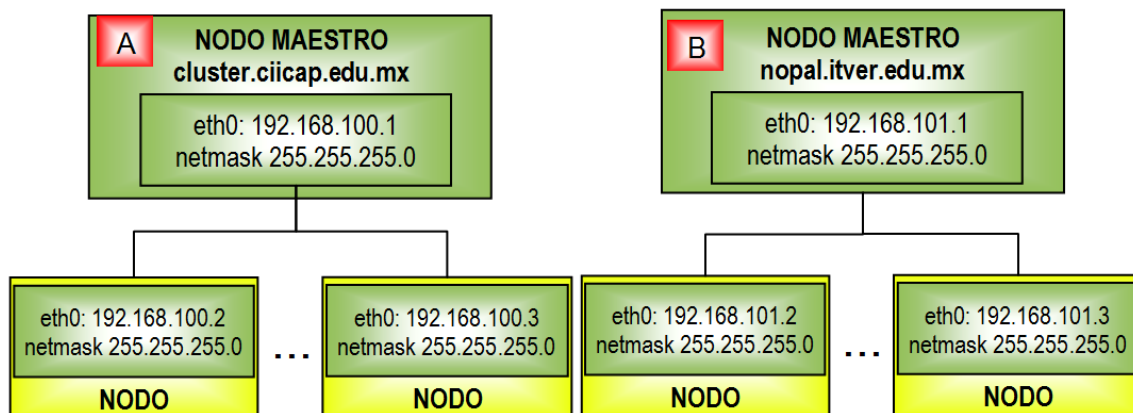 A
NODO MAESTRO
cluster.ciicap.edu.mx
eth0: 192.168.100.1
netmask 255.255.255.0
B
NODO MAESTRO
nopal.itver.edu.mx
eth0: 192.168.101.1
netmask 255.255.255.0
eth0: 192.168.100.2
netmask 255.255.255.0
NODO
...
eth0: 192.168.100.3
netmask 255.255.255.0
NODO
eth0: 192.168.101.2
netmask 255.255.255.0
NODO
...
eth0: 192.168.101.3
netmask 255.255.255.0
NODO